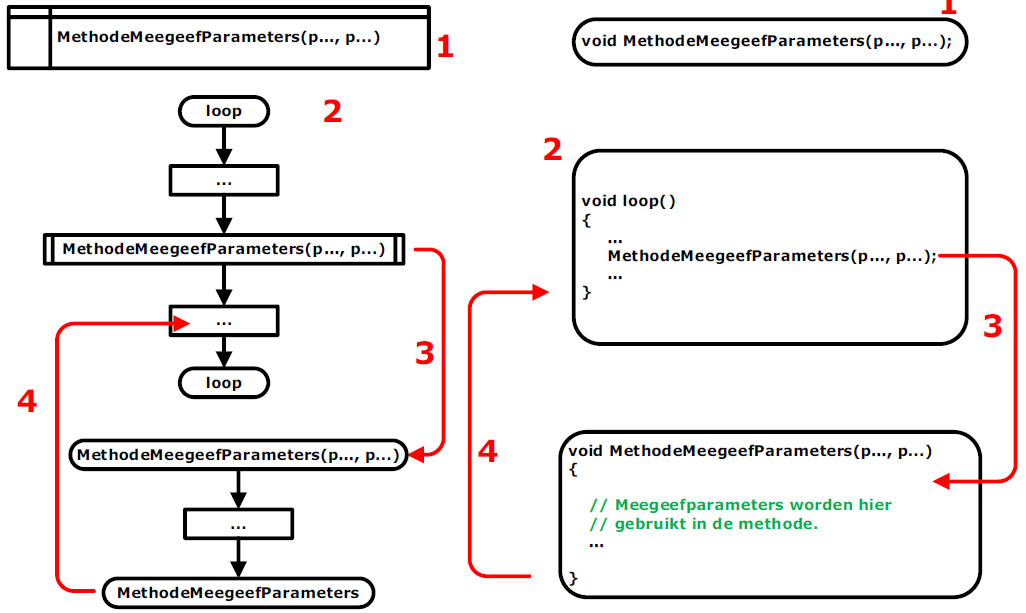 MethodeMeegeefParameters(p..., p...)
1
loop
2
...
MethodeMeegeefParameters(p..., p...)
...
3
loop
4
MethodeMeegeefParameters(p..., p...)
...
MethodeMeegeefParameters
1
void MethodeMeegeefParameters(p..., p...);
2
void loop()
{
...
MethodeMeegeefParameters(p..., p...);
...
}
3
4
void MethodeMeegeefParameters(p..., p...)
{
// Meegeefparameters worden hier
// gebruikt in de methode.
...
}